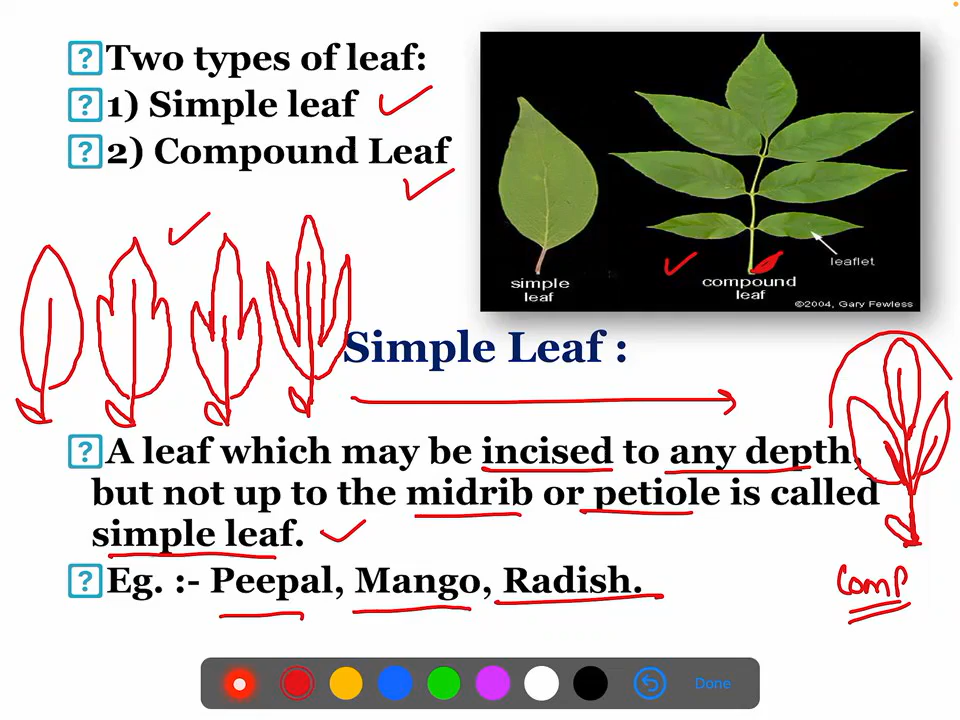 Two types of leaf:
1) Simple leaf
2) Compound Leaf
simple
leaf
compound
leaf
leaflet
©2004, Gary Fewless
Simple Leaf :
A leaf which may be incised to any depth,
but not up to the midrib or petiole is called
simple leaf.
Eg. :- Peepal, Mango, Radish.
Comp
Done